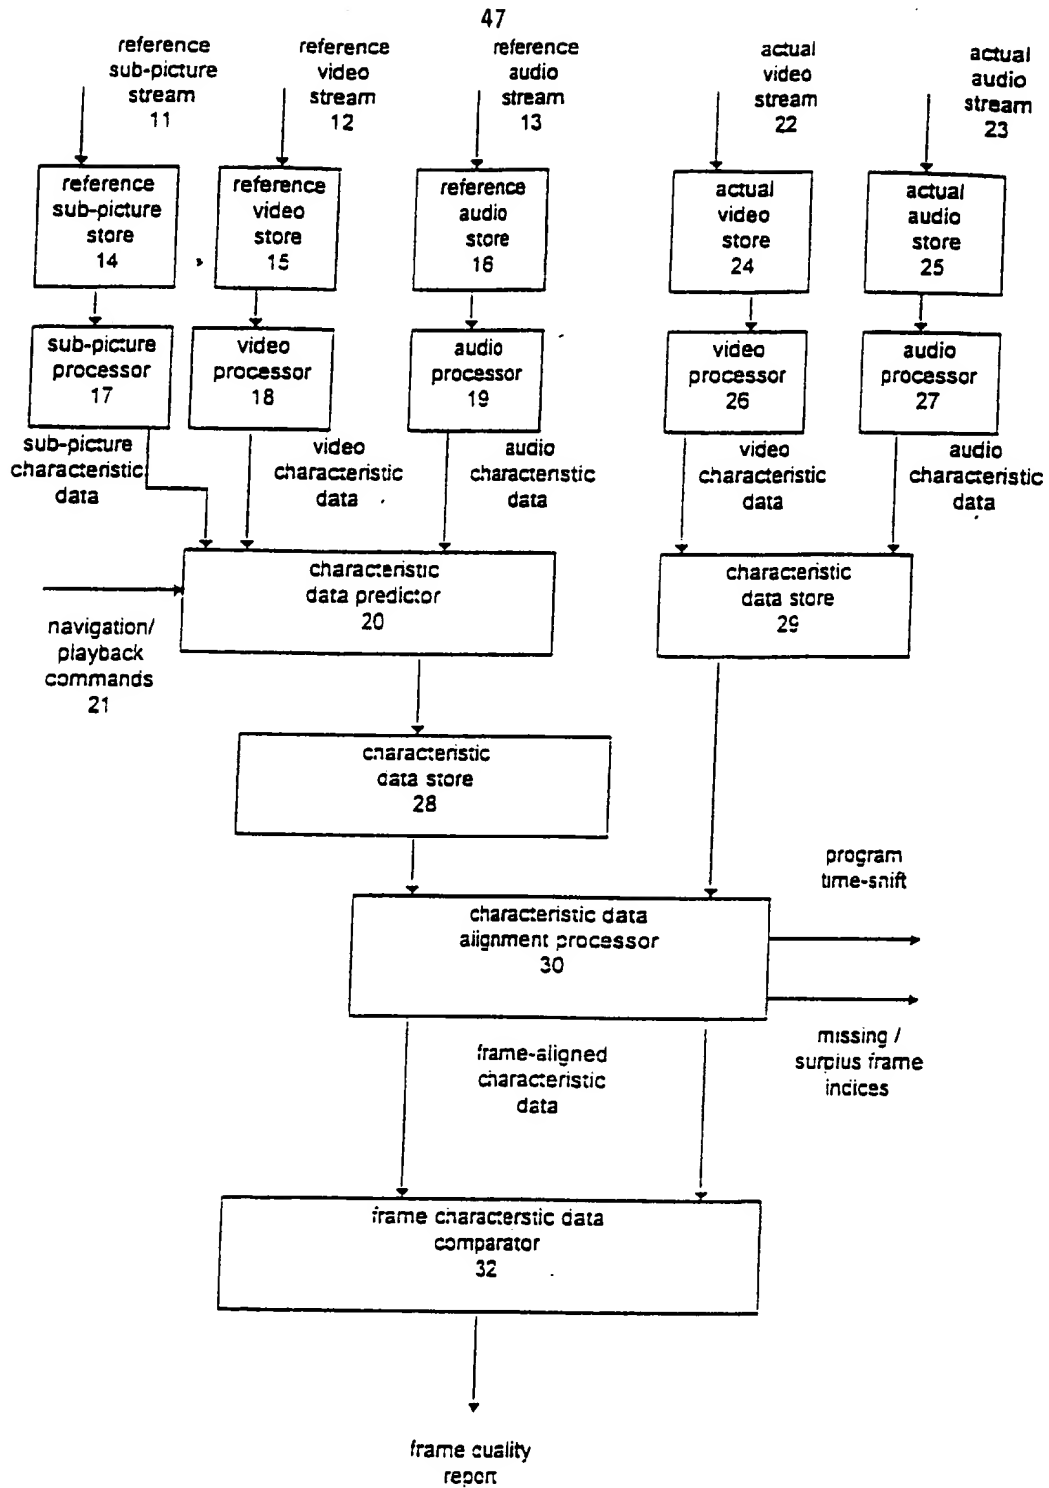 47
reference
sub-picture
stream
11
reference
video
stream
12
reference
audio
stream
13
actual
video
stream
22
actual
audio
stream
23
reference
sub-picture
store
14
reference
video
store
15
reference
audio
store
16
actual
video
store
24
actual
audio
store
25
sub-picture
processor
17
video
processor
18
audio
processor
19
video
processor
26
audio
processor
27
sub-picture
characteristic
data
video
characteristic
data
audio
characteristic
data
video
characteristic
data
audio
characteristic
data
characteristic
data predictor
20
characteristic
data store
29
navigation/
playback
commands
21
characteristic
data store
28
program
time-shift
characteristic data
alignment processor
30
missing /
surplus frame
indices
frame-aligned
characteristic
data
frame characterstic data
comparator
32
frame quality
report